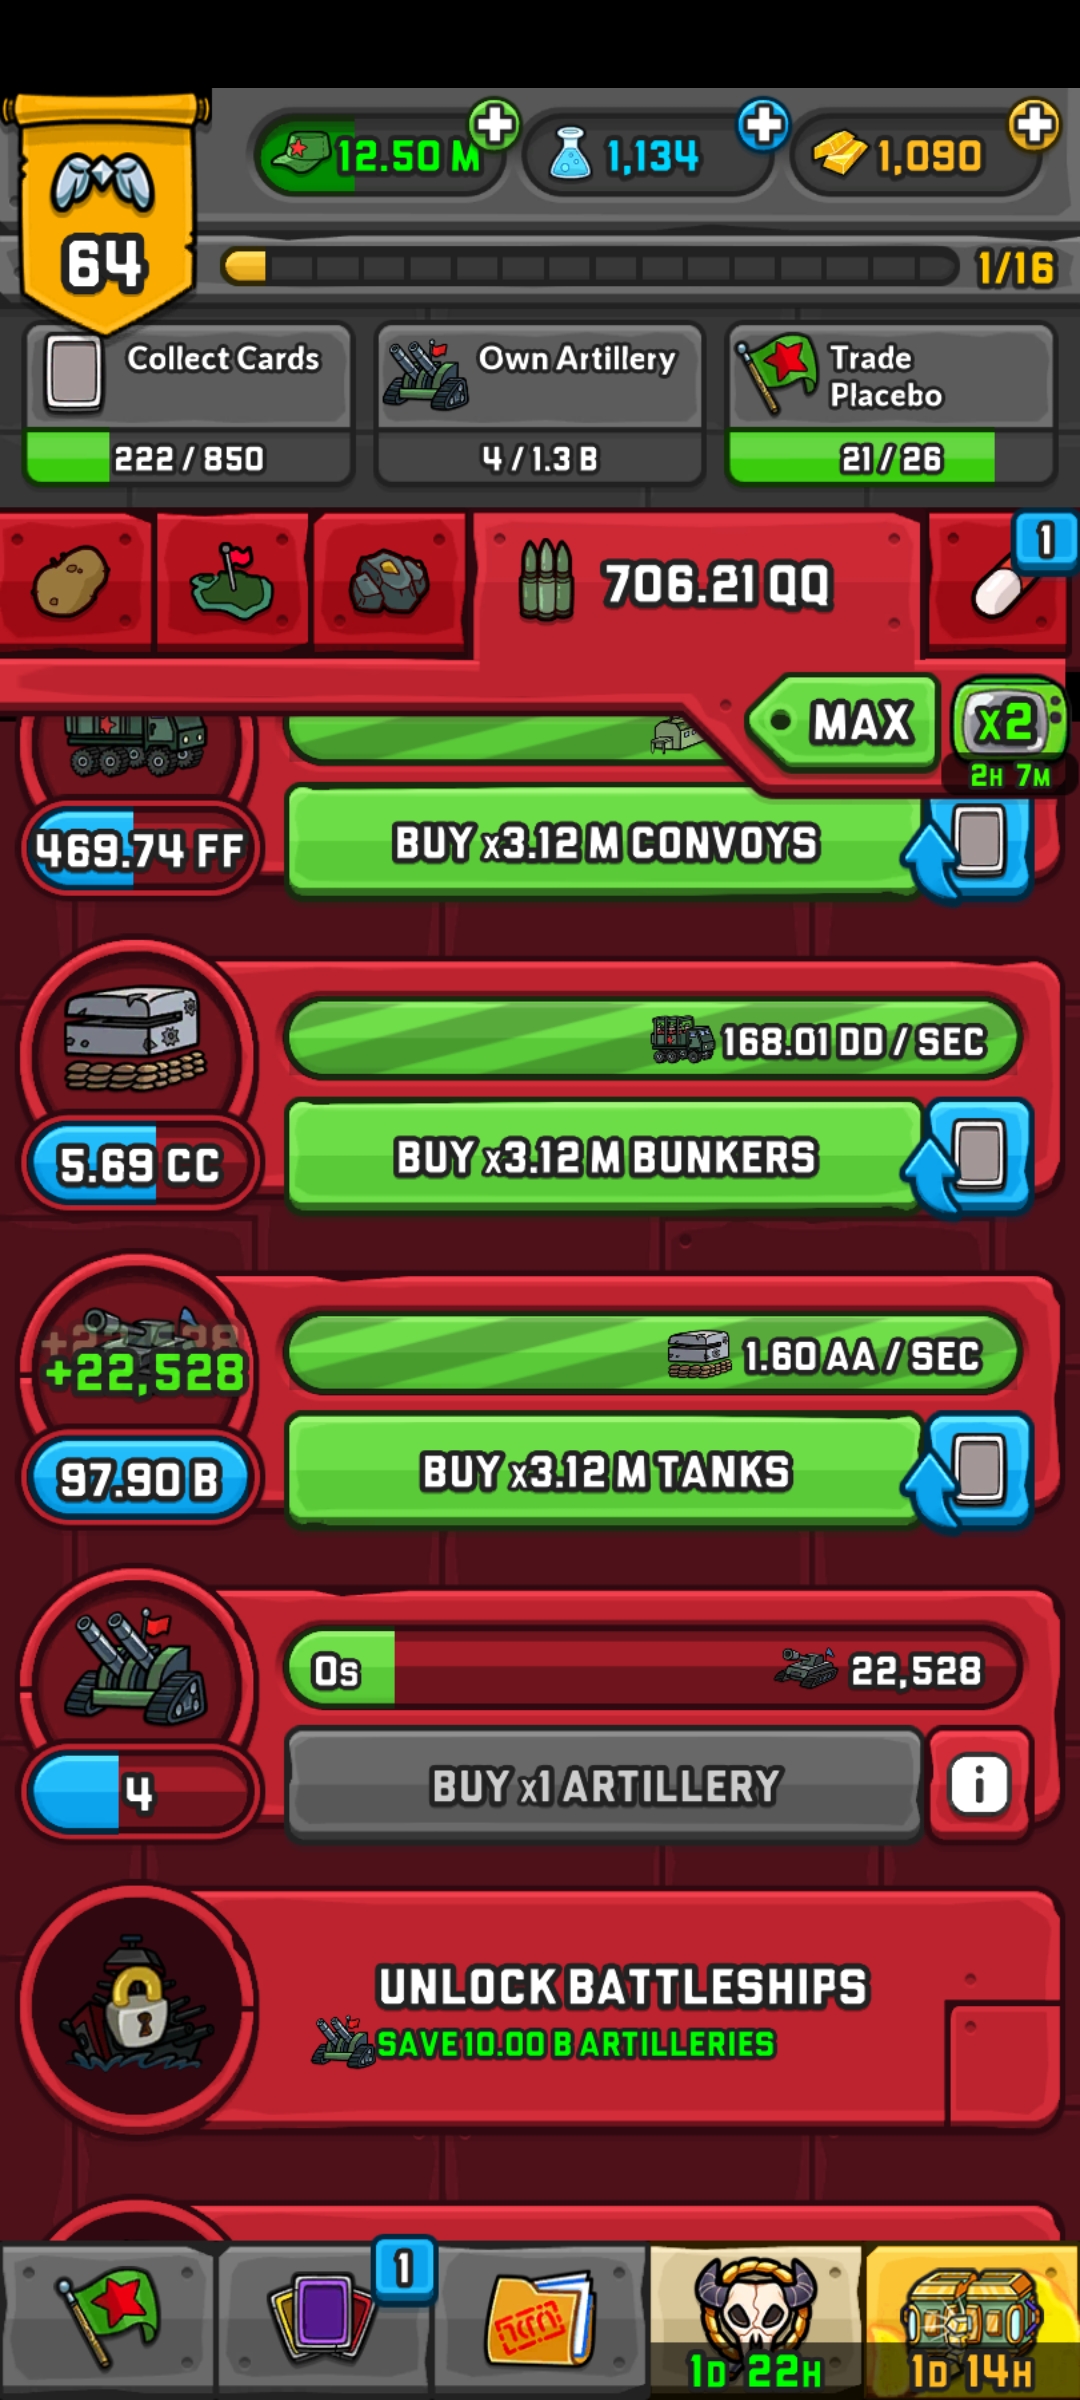 64
12.50 M
1,134
1,090
1/16
Collect Cards
222 / 850
Own Artillery
4 / 1.3 B
Trade
Placebo
21 / 26
706.21 QQ
1
MAX
x2
2H 7M
469.74 FF
BUY x3.12 M CONVOYS
168.01 DD / SEC
5.69 CC
BUY x3.12 M BUNKERS
+22,528
1.60 AA / SEC
97.90 B
BUY x3.12 M TANKS
0s
22,528
4
BUY x1 ARTILLERY
i
UNLOCK BATTLESHIPS
SAVE 10.00 B ARTILLERIES
1
1D 22H
1D 14H